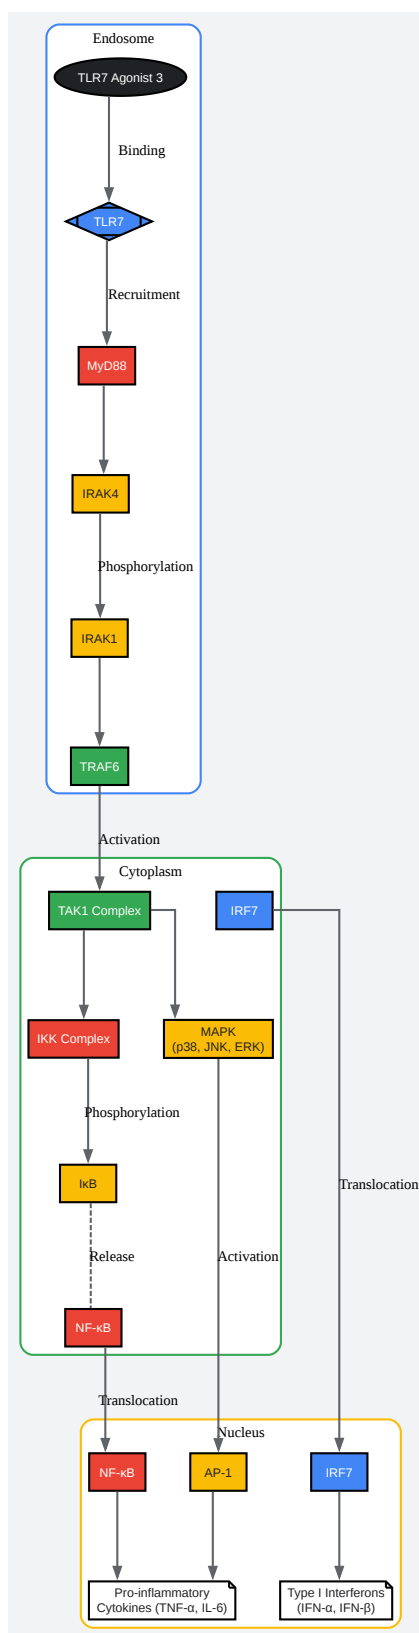 Endosome
TLR7 Agonist 3
Binding
TLR7
Recruitment
MyD88
IRAK4
Phosphorylation
IRAK1
TRAF6
Activation
Cytoplasm
TAK1 Complex
IRF7
IKK Complex
MAPK
(p38, JNK, ERK)
Phosphorylation
IκB
Translocation
Release
Activation
NF-κB
Translocation
Nucleus
NF-κB
AP-1
IRF7
Pro-inflammatory
Cytokines (TNF-α, IL-6)
Type I Interferons
(IFN-α, IFN-β)